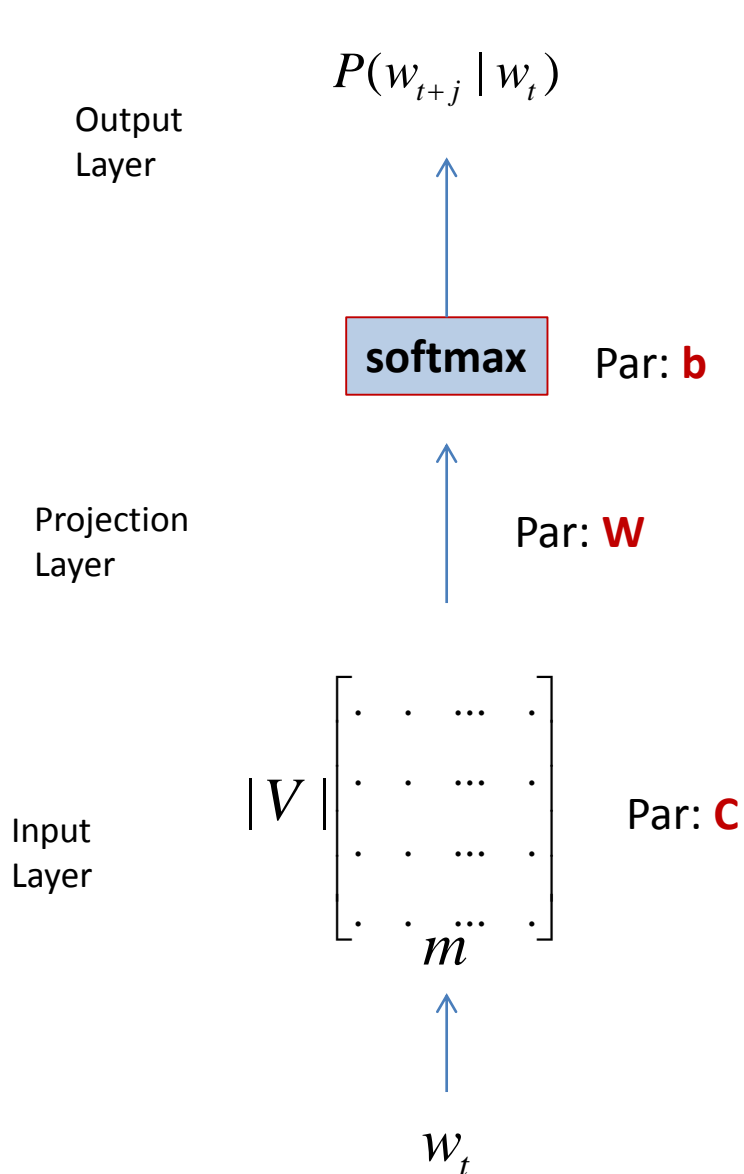 P(w_{t+j} | w_t)
Output
Layer
softmax
Par: b
Projection
Layer
Par: W
. . ... .
|V| . . ... .
Par: C
Input
Layer
. . ... .
. . ... .
m
w_t